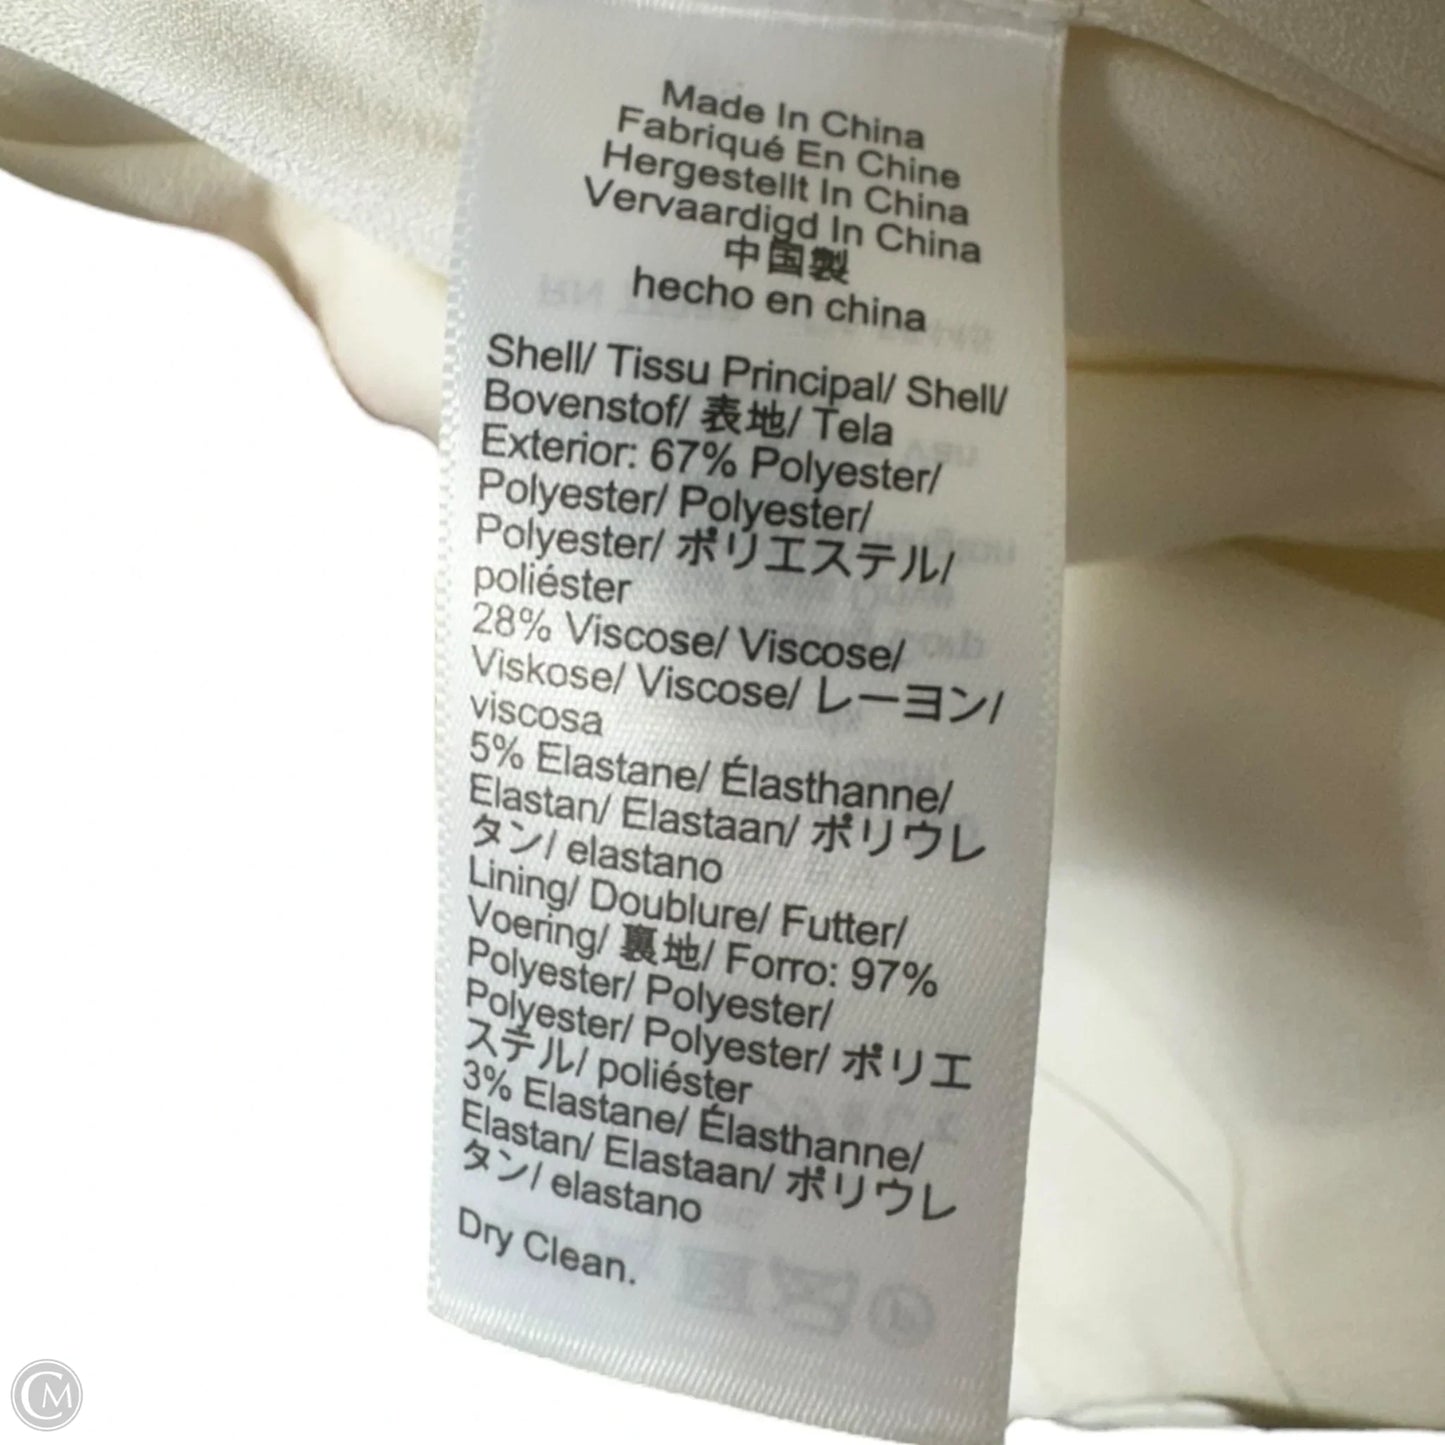 Made In China
Fabriqué En Chine
Hergestellt In China
Vervaardigd In China
中国製
hecho en china
Shell/ Tissu Principal/ Shell/
Bovenstof/ 表地/ Tela
Exterior: 67% Polyester/
Polyester/ Polyester/
Polyester/ ポリエステル/
poliéster
28% Viscose/ Viscose/
Viskose/ Viscose/ レーヨン/
viscosa
5% Elastane/ Élasthanne/
Elastan/ Elastaan/ ポリウレ
タン/ elastano
Lining/ Doublure/ Futter/
Voering/ 裏地/ Forro: 97%
Polyester/ Polyester/
Polyester/ Polyester/ ポリエ
ステル/ poliéster
3% Elastane/ Élasthanne/
Elastan/ Elastaan/ ポリウレ
タン/ elastano
Dry Clean.
CM